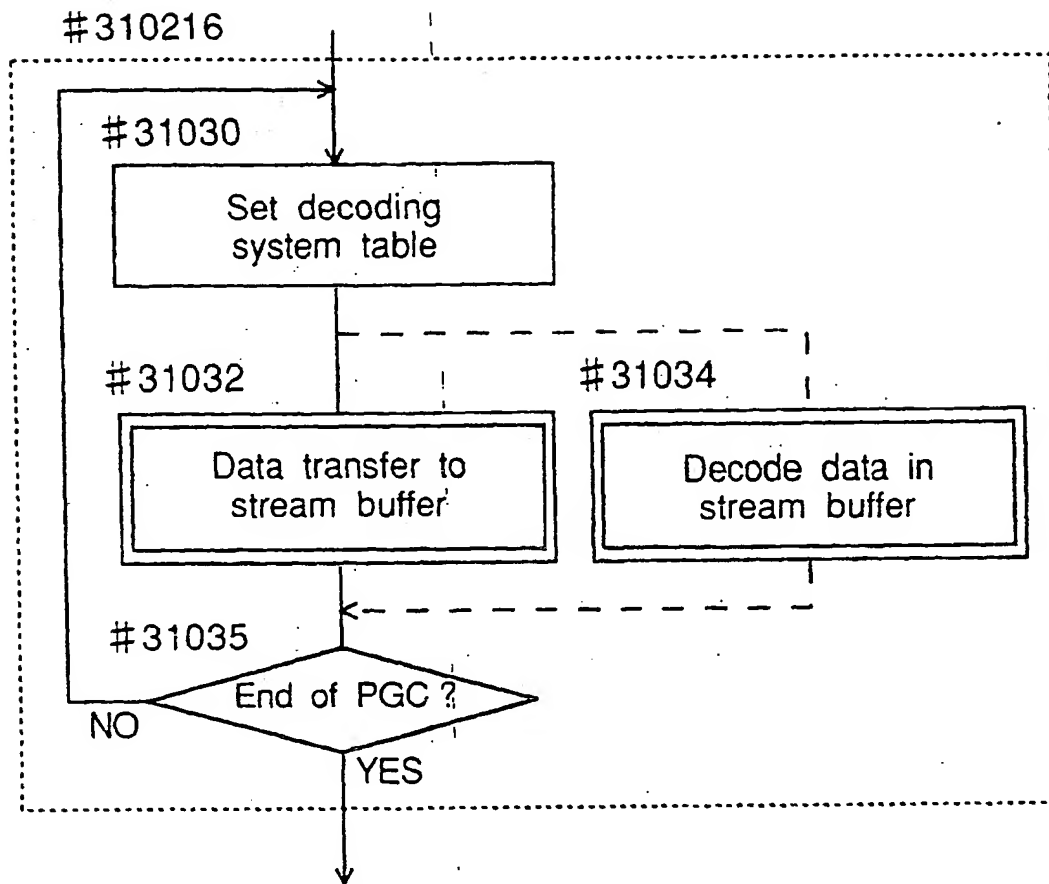 #310216
#31030
Set decoding
system table
#31032
#31034
Data transfer to
stream buffer
Decode data in
stream buffer
#31035
End of PGC?
NO
YES